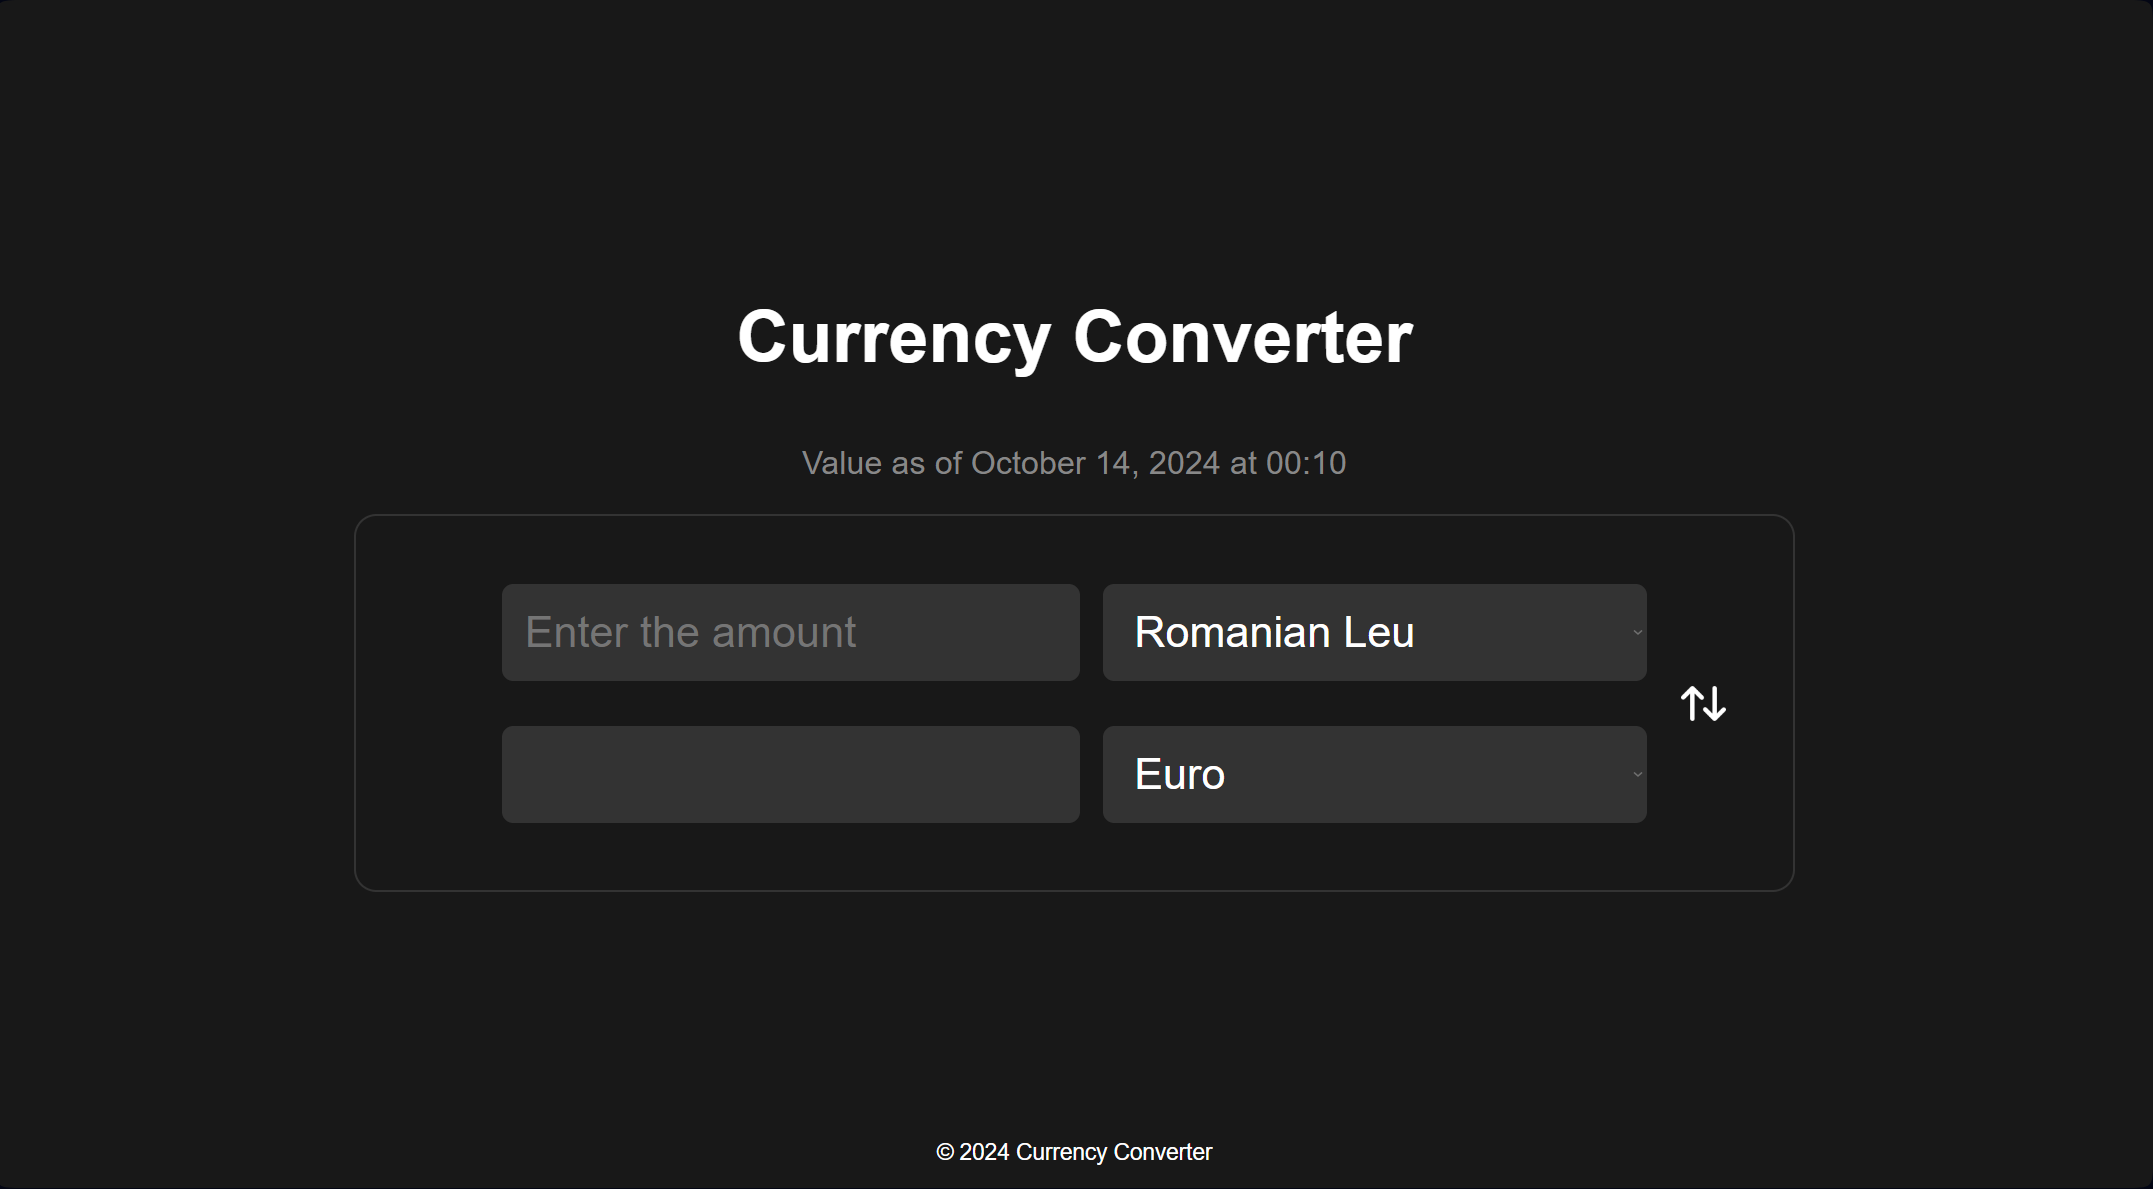 Currency Converter
Value as of October 14, 2024 at 00:10
Enter the amount
Romanian Leu
Euro
© 2024 Currency Converter